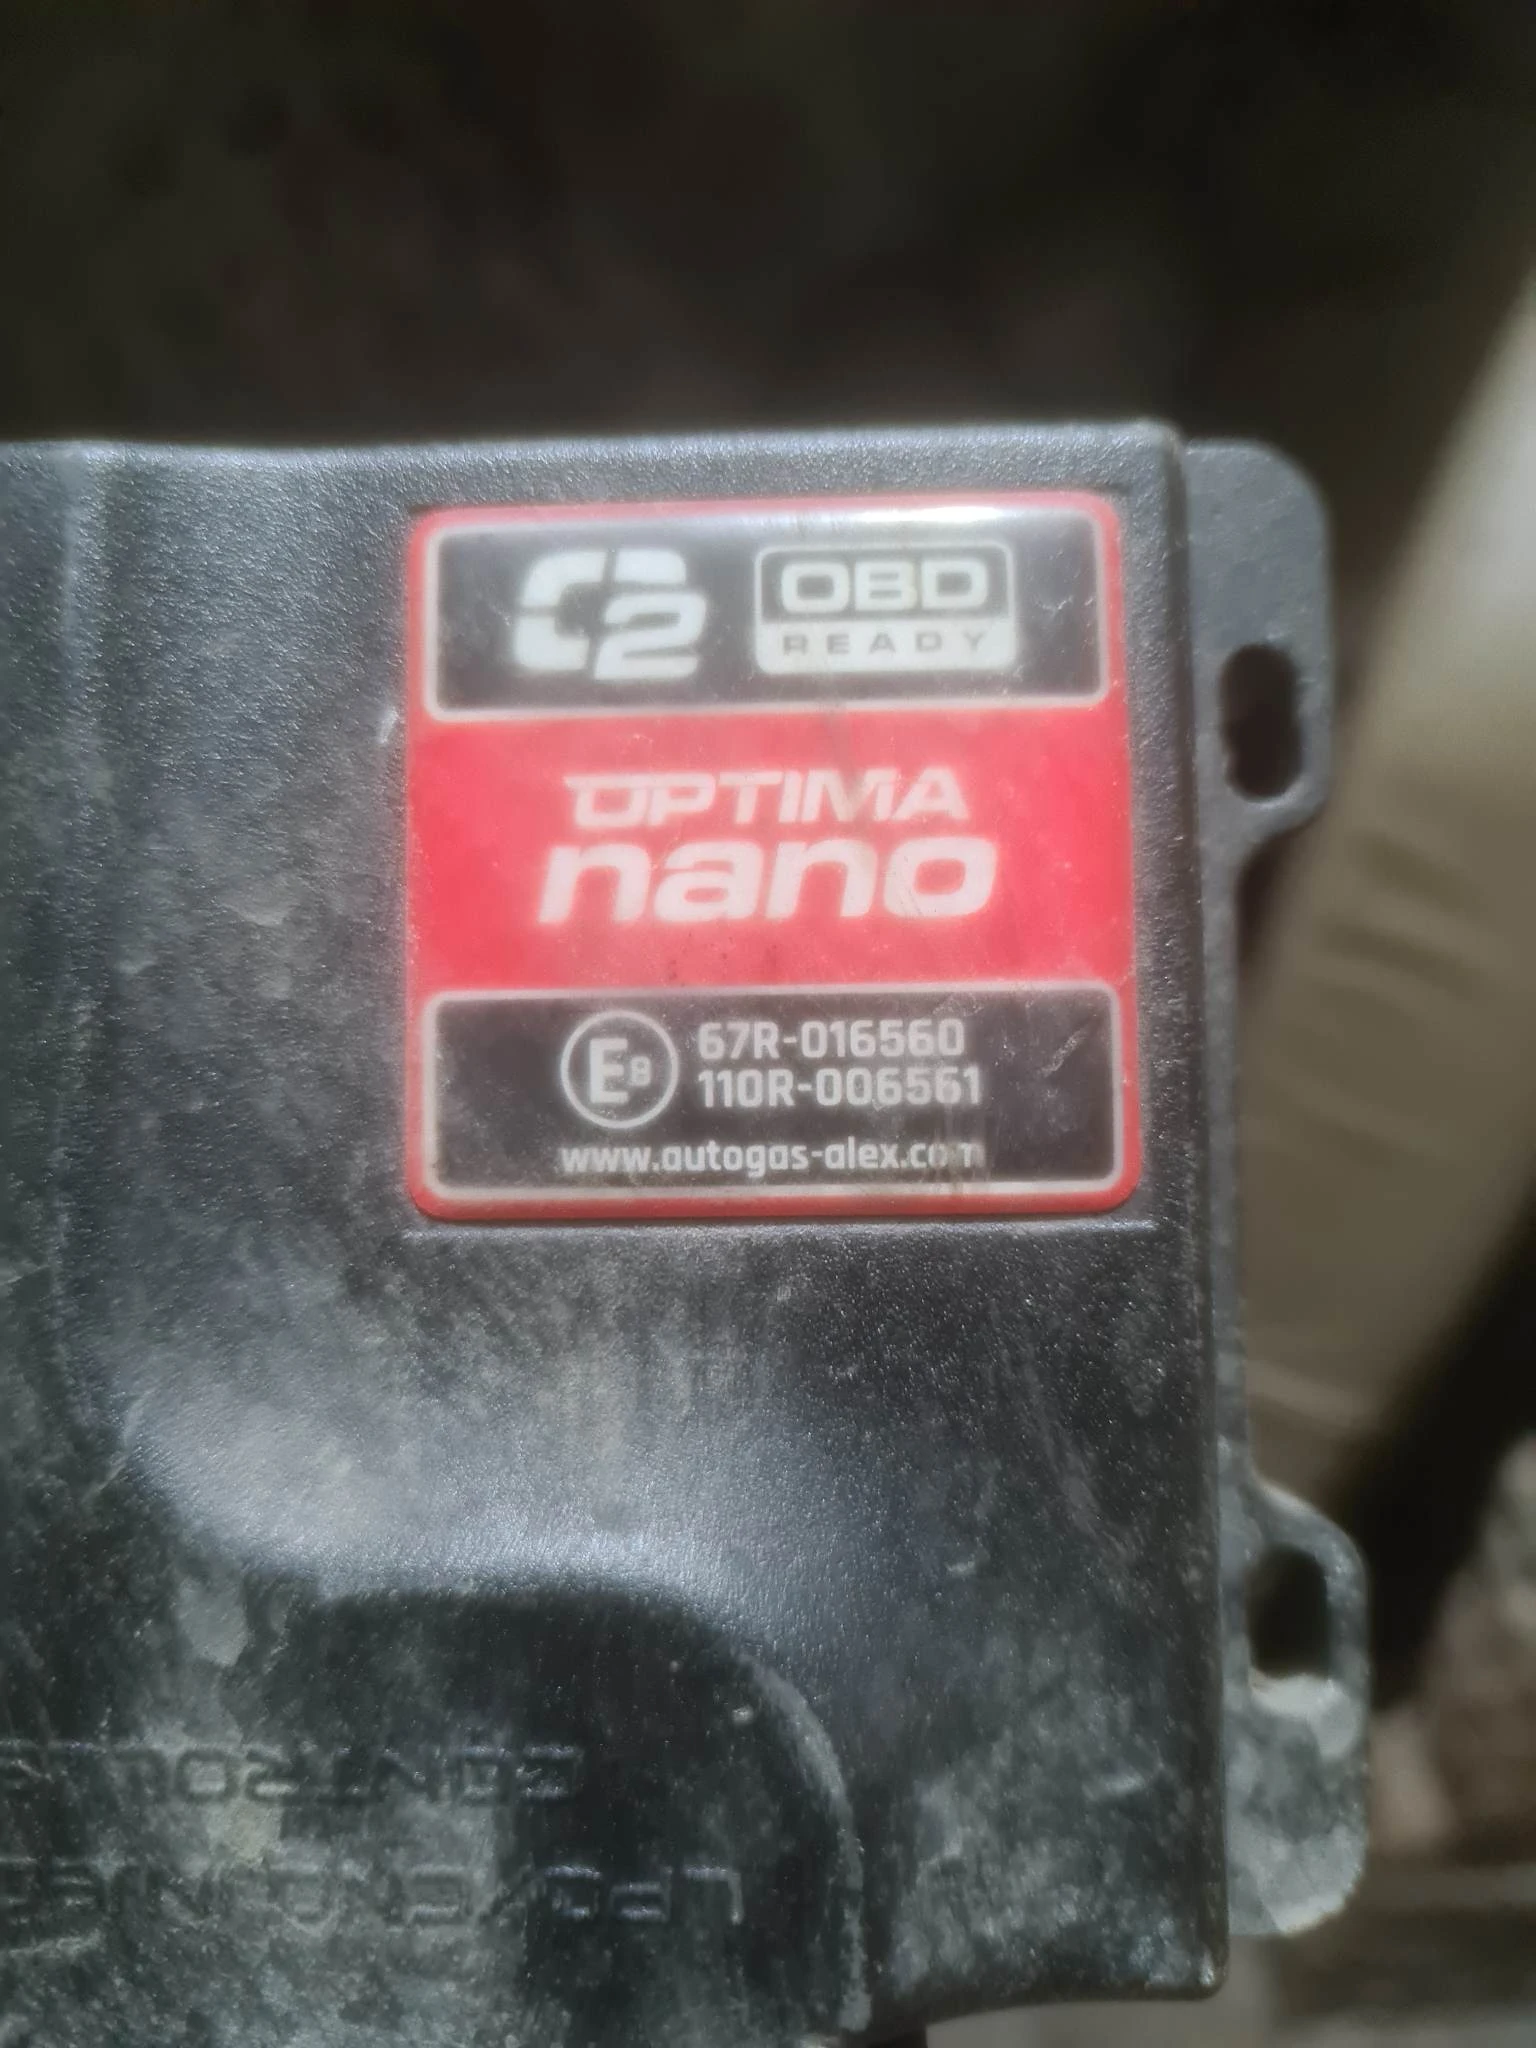 C2 OBD
READY
OPTIMA
nano
E8 67R-016560
110R-006561
www.autogas-alex.com